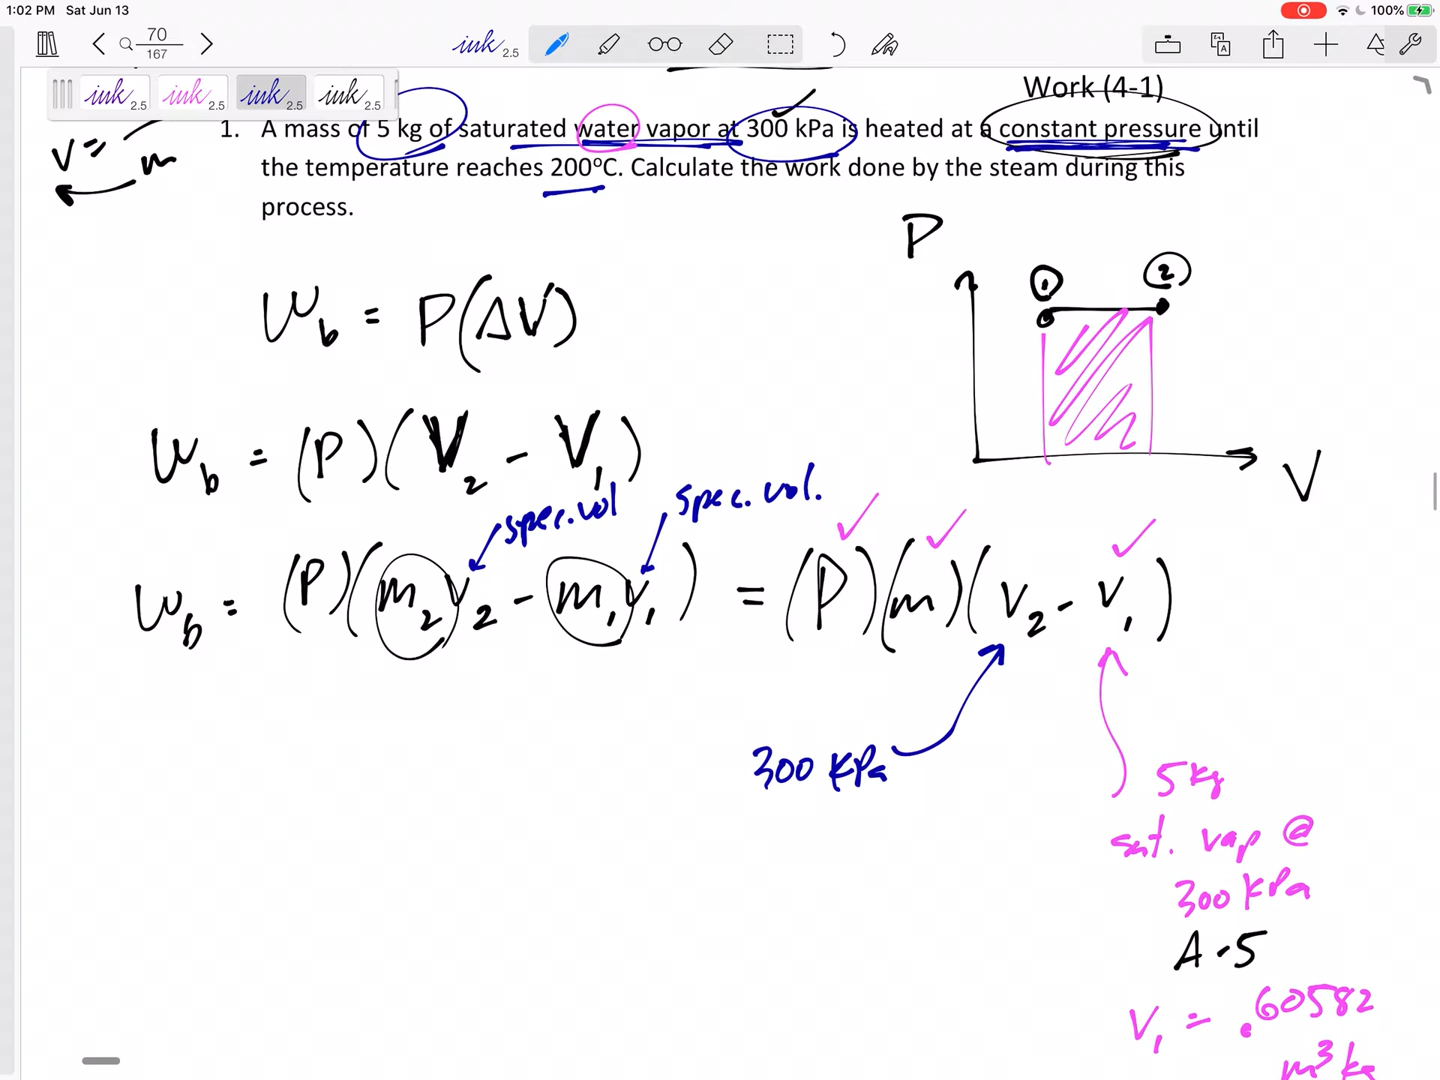 1:02 PM Sat Jun 13
100%
70
167
ink 2.5
ink 2.5
ink 2.5
ink 2.5
ink 2.5
Work (4-1)
1. A mass of 5 kg of saturated water vapor at 300 kPa is heated at a constant pressure until
the temperature reaches 200°C. Calculate the work done by the steam during this
process.
V =
m
P
① ②
V
W_b = P(ΔV)
W_b = (P)(V₂ - V₁)
spec. vol spec. vol.
W_b = (P)(m₂v₂ - m₁v₁) = (P)(m)(v₂ - v₁)
300 kPa
5 kg
sat. vap @
300 kPa
A-5
V₁ = .60582
m³ kg